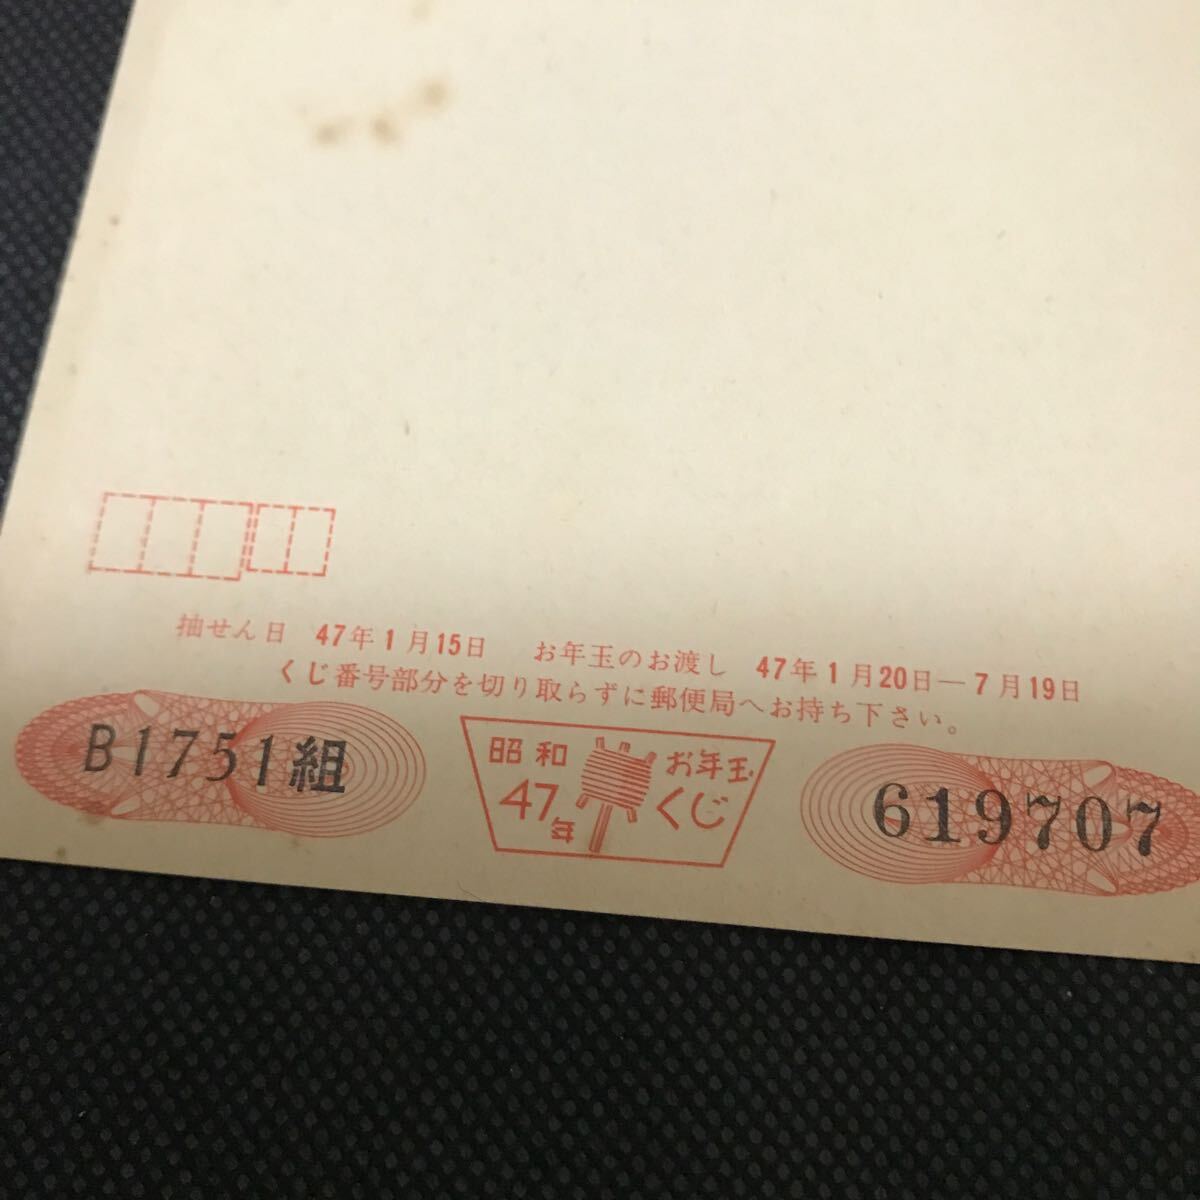 抽せん日 47年1月15日 お年玉のお渡し 47年1月20日―7月19日
くじ番号部分を切り取らずに郵便局へお持ち下さい。
B1751組
昭和
47年
お年玉
くじ
619707